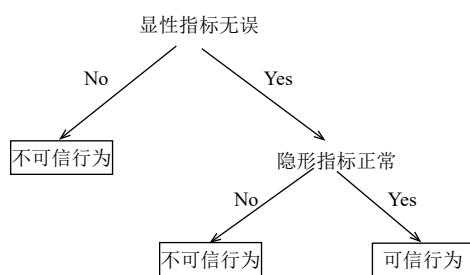 显性指标无误
No
Yes
不可信行为
隐形指标正常
No
Yes
不可信行为
可信行为